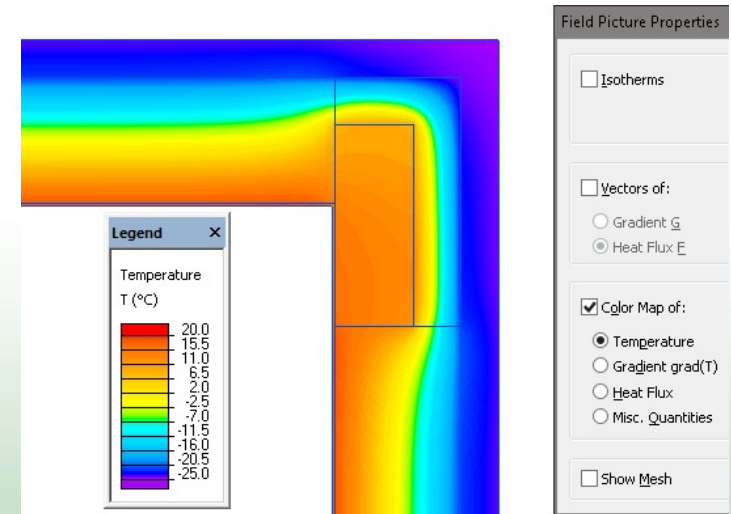 Field Picture Properties
Isotherms
Vectors of:
Gradient G
Heat Flux F
Color Map of:
Temperature
Gradient grad(T)
Heat Flux
Misc. Quantities
Show Mesh
Legend ×
Temperature
T (°C)
20.0
15.5
11.0
6.5
2.0
-2.5
-7.0
-11.5
-16.0
-20.5
-25.0